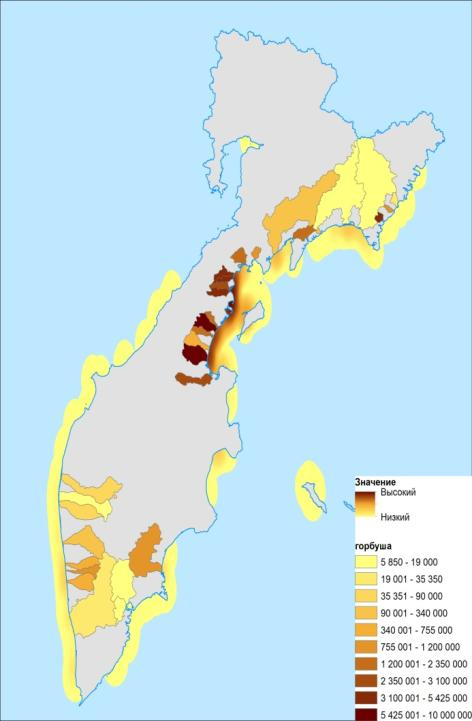 Значение
Высокий
Низкий
горбуша
5 850 - 19 000
19 001 - 35 350
35 351 - 90 000
90 001 - 340 000
340 001 - 755 000
755 001 - 1 200 000
1 200 001 - 2 350 000
2 350 001 - 3 100 000
3 100 001 - 5 425 000
5 425 001 - 10 000 000